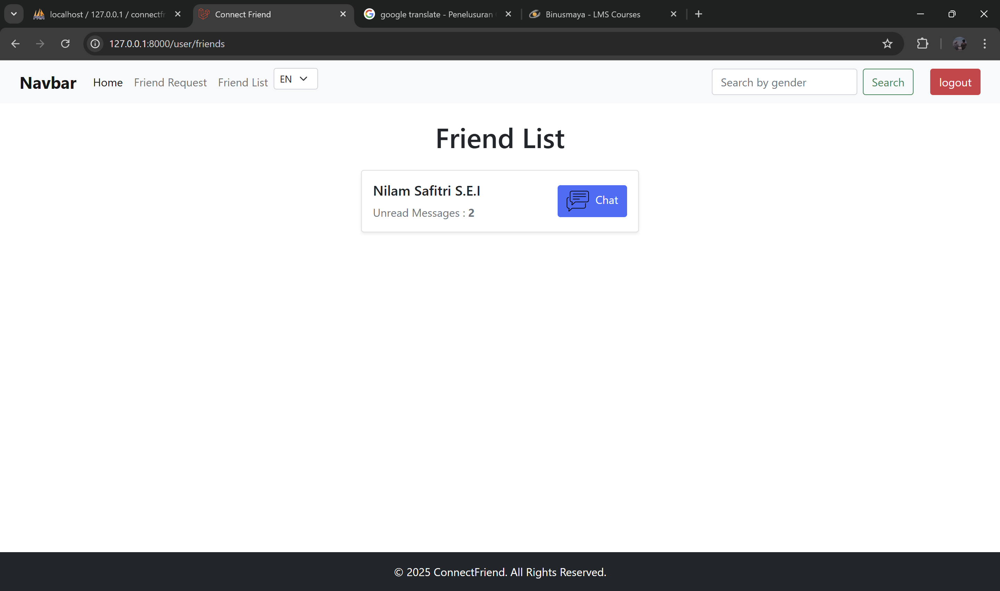 localhost / 127.0.0.1 / connectfr
Connect Friend
google translate - Penelusuran
Binusmaya - LMS Courses
127.0.0.1:8000/user/friends
Navbar Home Friend Request Friend List EN Search by gender Search logout
Friend List
Nilam Safitri S.E.I
Unread Messages : 2
Chat
© 2025 ConnectFriend. All Rights Reserved.